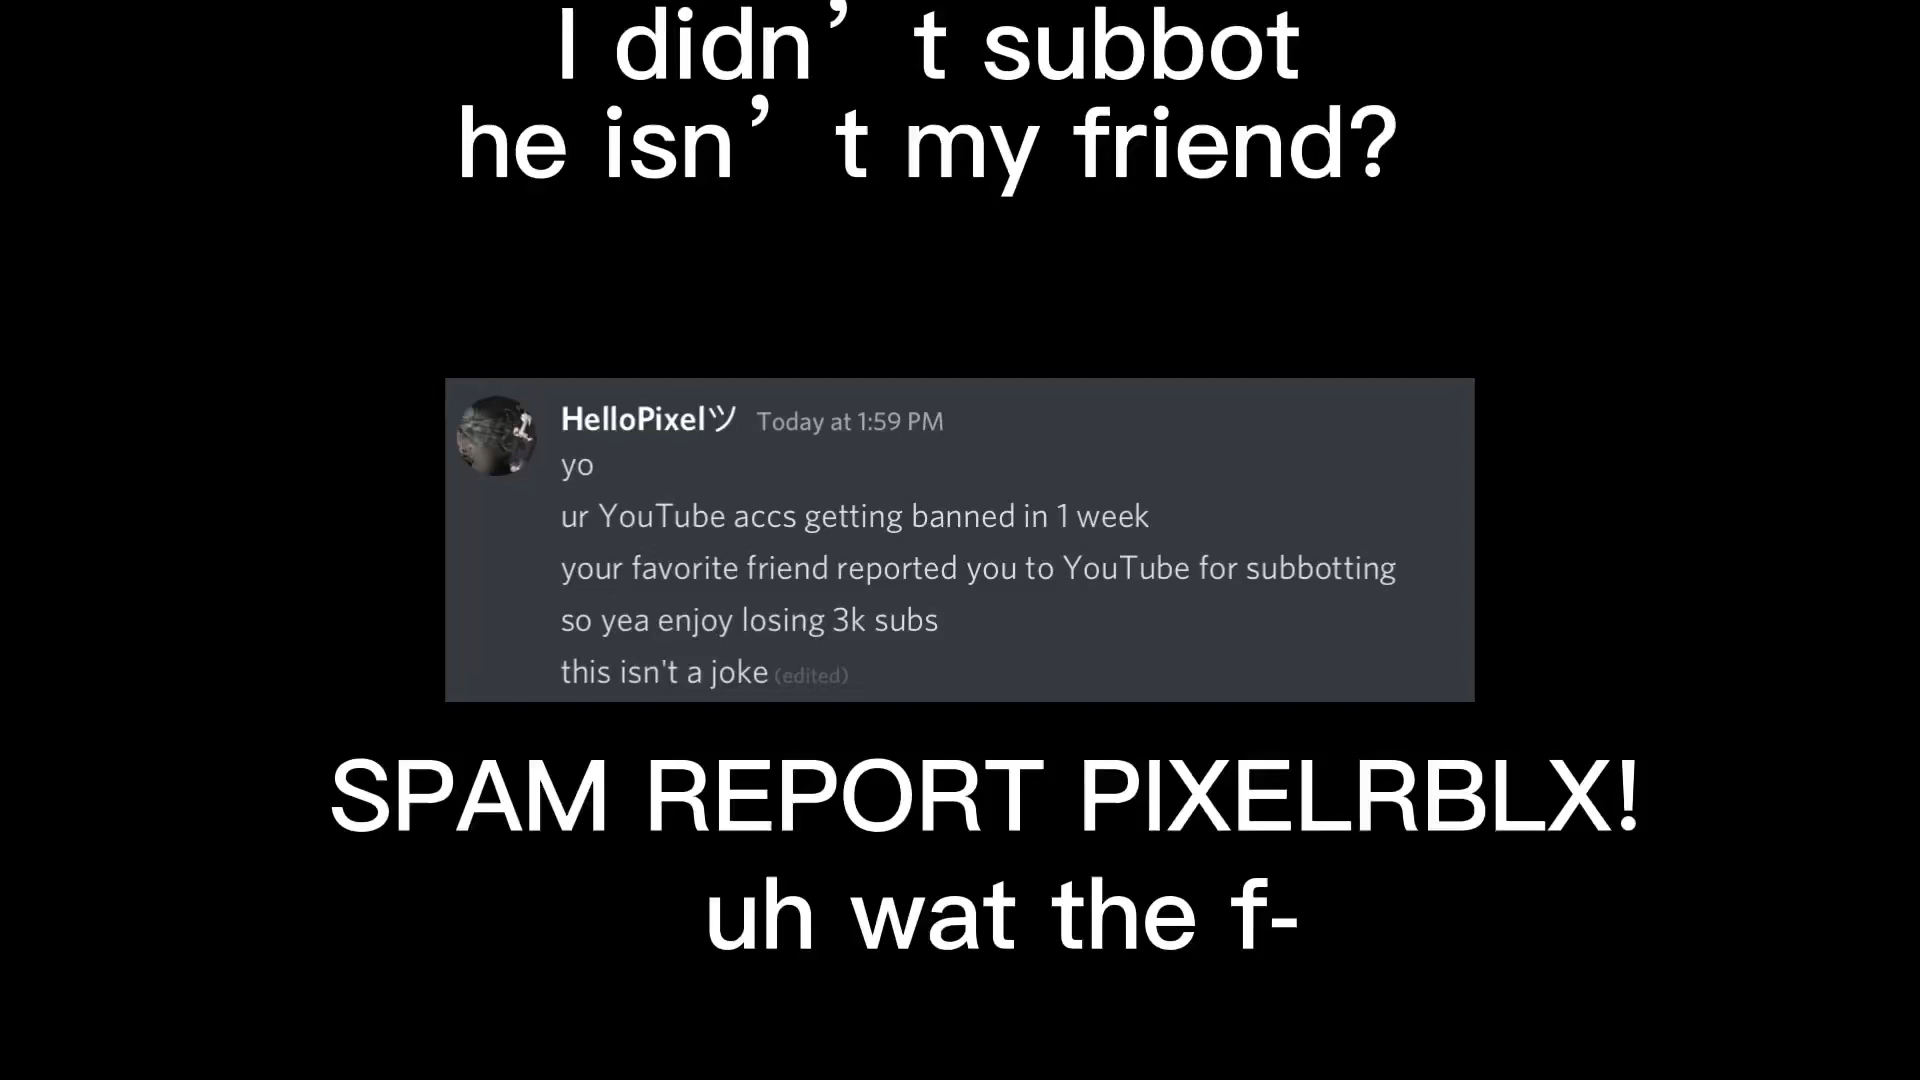 I didn’t subbot
he isn’t my friend?
HelloPixelツ Today at 1:59 PM
yo
ur YouTube accs getting banned in 1 week
your favorite friend reported you to YouTube for subbotting
so yea enjoy losing 3k subs
this isn't a joke (edited)
SPAM REPORT PIXELRBLX!
uh wat the f-